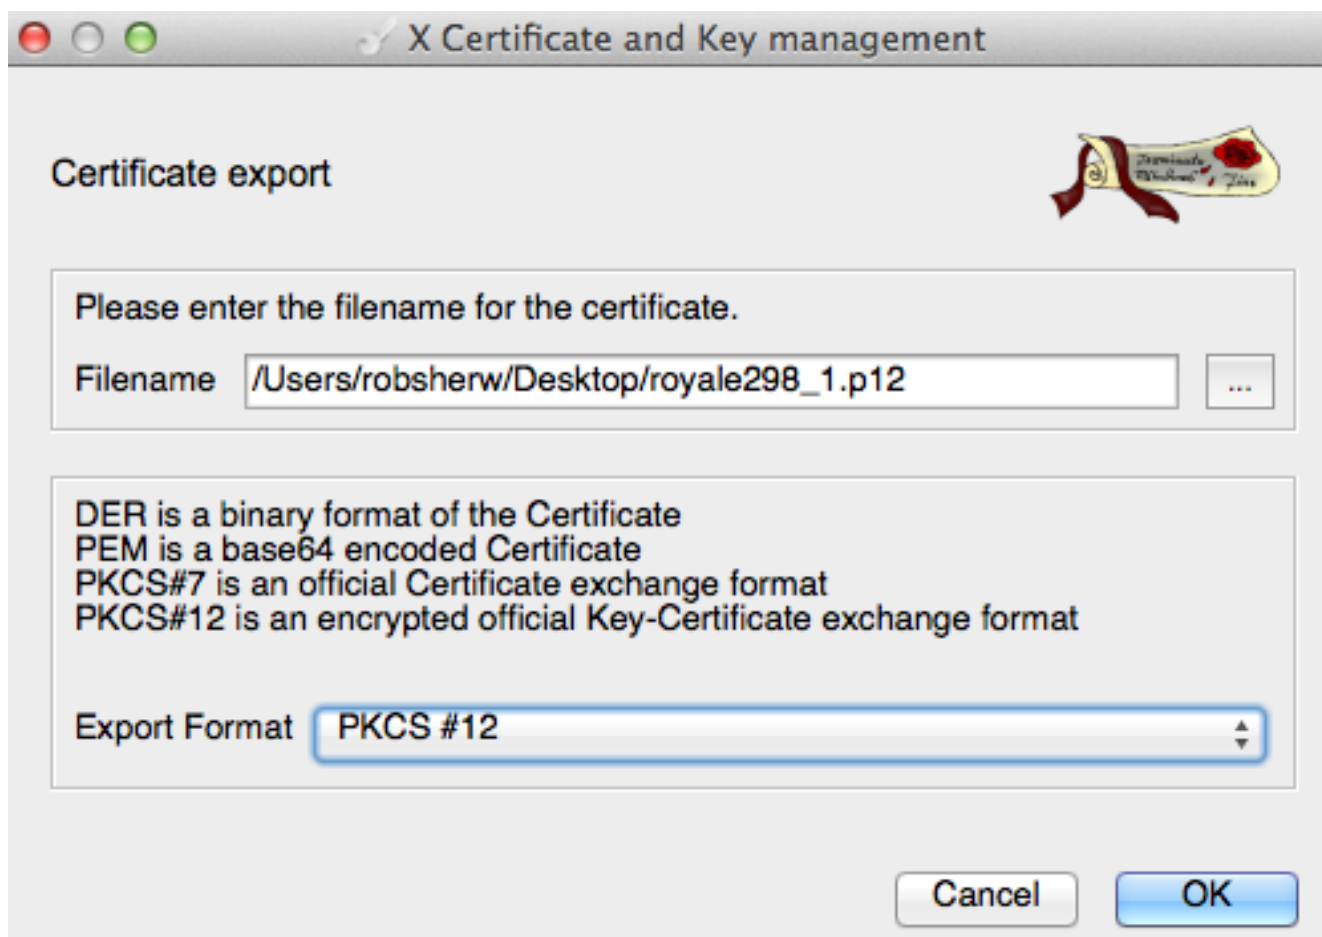 X Certificate and Key management
Certificate export
Please enter the filename for the certificate.
Filename /Users/robsherw/Desktop/royale298_1.p12 ...
DER is a binary format of the Certificate
PEM is a base64 encoded Certificate
PKCS#7 is an official Certificate exchange format
PKCS#12 is an encrypted official Key-Certificate exchange format
Export Format PKCS #12
Cancel OK